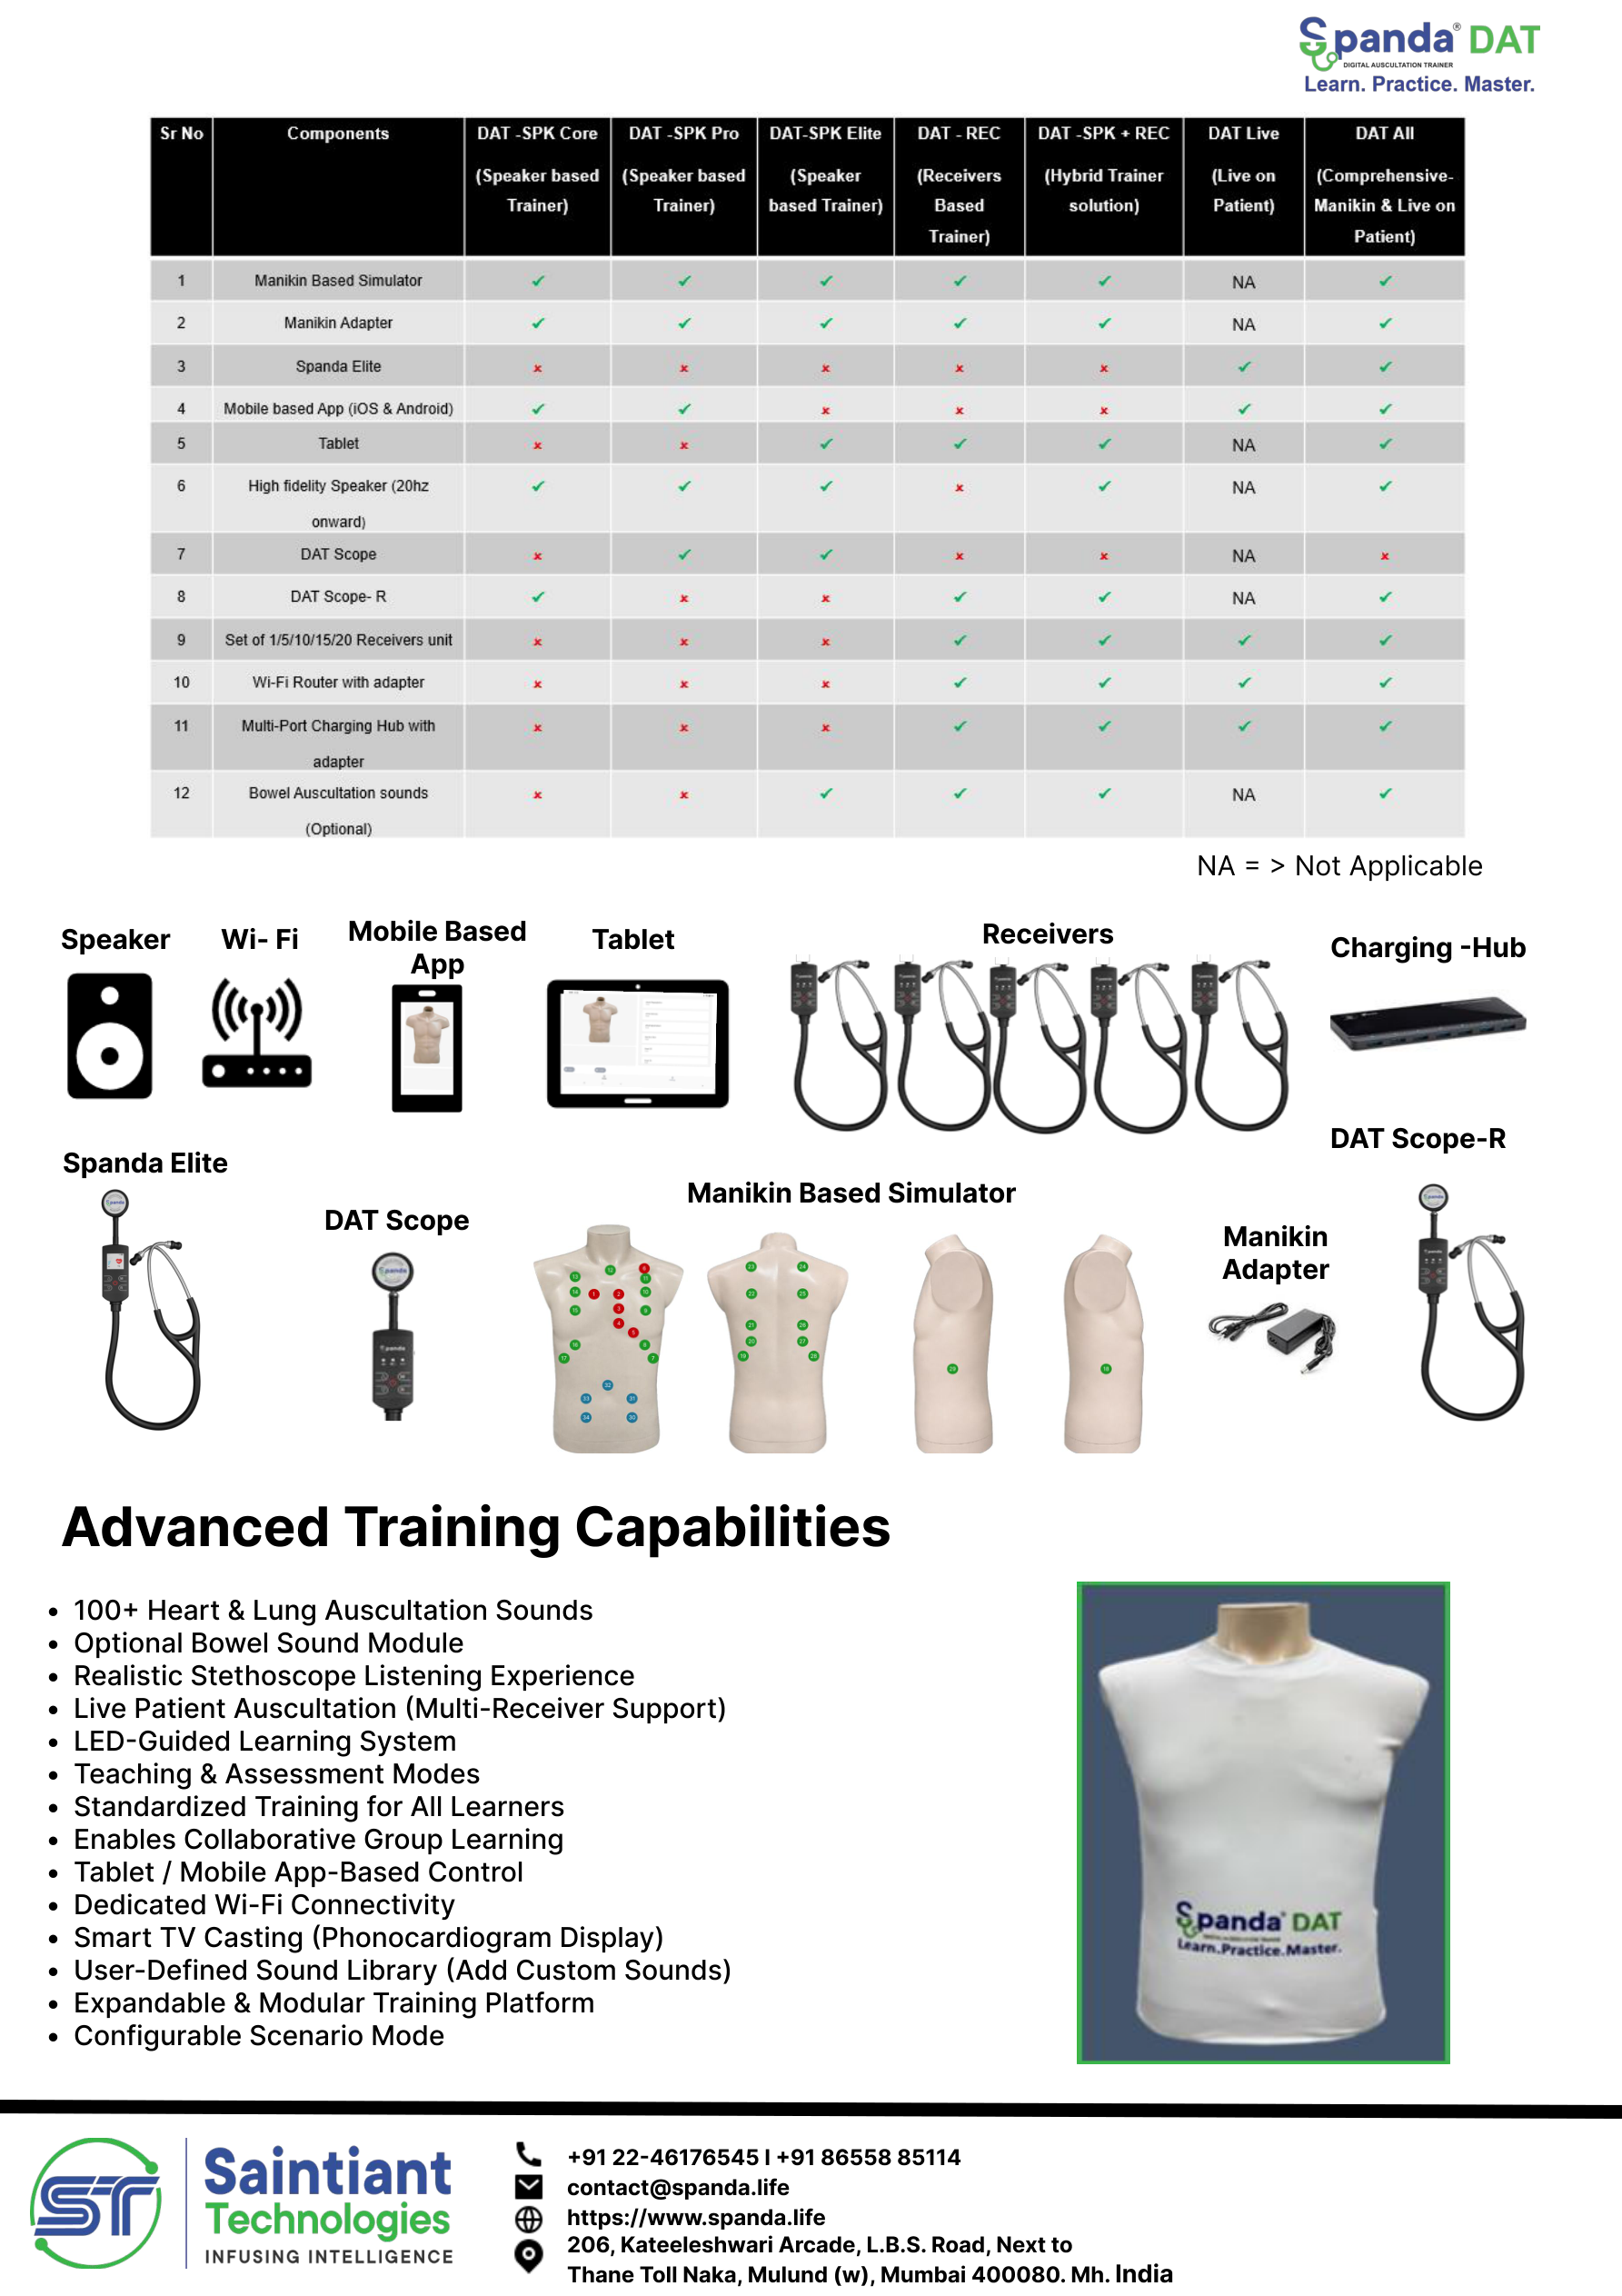 Spanda® DAT
DIGITAL AUSCULTATION TRAINER
Learn. Practice. Master.
Sr No Components DAT -SPK Core (Speaker based Trainer) DAT -SPK Pro (Speaker based Trainer) DAT-SPK Elite (Speaker based Trainer) DAT - REC (Receivers Based Trainer) DAT -SPK + REC (Hybrid Trainer solution) DAT Live (Live on Patient) DAT All (Comprehensive- Manikin & Live on Patient)
1 Manikin Based Simulator ✓ ✓ ✓ ✓ ✓ NA ✓
2 Manikin Adapter ✓ ✓ ✓ ✓ ✓ NA ✓
3 Spanda Elite x x x x x ✓ ✓
4 Mobile based App (iOS & Android) ✓ ✓ x x x ✓ ✓
5 Tablet x x ✓ ✓ ✓ NA ✓
6 High fidelity Speaker (20hz onward) ✓ ✓ ✓ x ✓ NA ✓
7 DAT Scope x ✓ ✓ x x NA x
8 DAT Scope- R ✓ x x ✓ ✓ NA ✓
9 Set of 1/5/10/15/20 Receivers unit x x x ✓ ✓ ✓ ✓
10 Wi-Fi Router with adapter x x x ✓ ✓ ✓ ✓
11 Multi-Port Charging Hub with adapter x x x ✓ ✓ ✓ ✓
12 Bowel Auscultation sounds (Optional) x x ✓ ✓ ✓ NA ✓
NA = > Not Applicable
Speaker
Wi- Fi
Mobile Based
App
Tablet
Receivers
Charging -Hub
Spanda Elite
DAT Scope
Manikin Based Simulator
Manikin
Adapter
DAT Scope-R
Advanced Training Capabilities
• 100+ Heart & Lung Auscultation Sounds
• Optional Bowel Sound Module
• Realistic Stethoscope Listening Experience
• Live Patient Auscultation (Multi-Receiver Support)
• LED-Guided Learning System
• Teaching & Assessment Modes
• Standardized Training for All Learners
• Enables Collaborative Group Learning
• Tablet / Mobile App-Based Control
• Dedicated Wi-Fi Connectivity
• Smart TV Casting (Phonocardiogram Display)
• User-Defined Sound Library (Add Custom Sounds)
• Expandable & Modular Training Platform
• Configurable Scenario Mode
Spanda DAT
Learn.Practice.Master.
ST
Saintiant
Technologies
INFUSING INTELLIGENCE
+91 22-46176545 I +91 86558 85114
contact@spanda.life
https://www.spanda.life
206, Kateeleshwari Arcade, L.B.S. Road, Next to
Thane Toll Naka, Mulund (w), Mumbai 400080. Mh. India